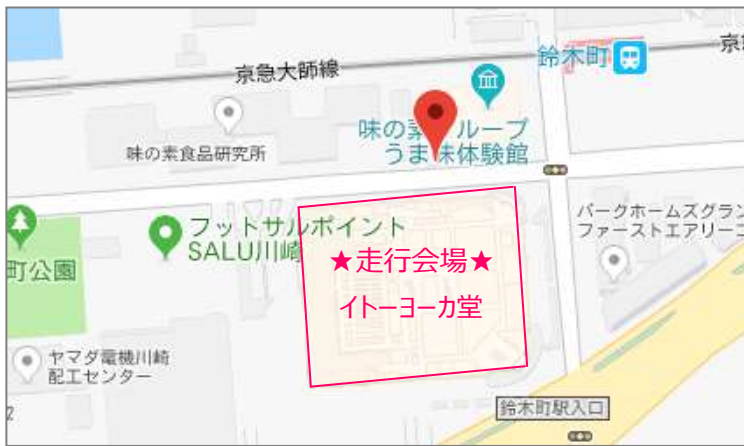 京急大師線
鈴木町
京急
味の素グループ
うま味体験館
味の素食品研究所
フットサルポイント
SALU川崎
町公園
★走行会場★
イトーヨーカ堂
パークホームズグラン
ファーストエアリーコ
ヤマダ電機川崎
配工センター
鈴木町駅入口
2